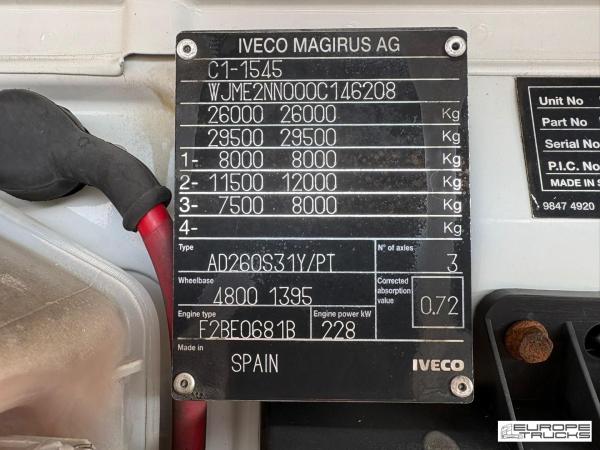 IVECO MAGIRUS AG
C1-1545
WJME2NN000C146208
26000 26000 Kg
29500 29500 Kg
1- 8000 8000 Kg
2- 11500 12000 Kg
3- 7500 8000 Kg
4- Kg
Type
AD260S31Y/PT
N° of axles
3
Wheelbase
4800 1395
Corrected absorption value
0.72
Engine type
F2BE0681B
Engine power kW
228
Made in
SPAIN
IVECO
Unit No
Part No
Serial No
P.I.C. No
MADE IN S
9847 4920
EUROPE
TRUCKS